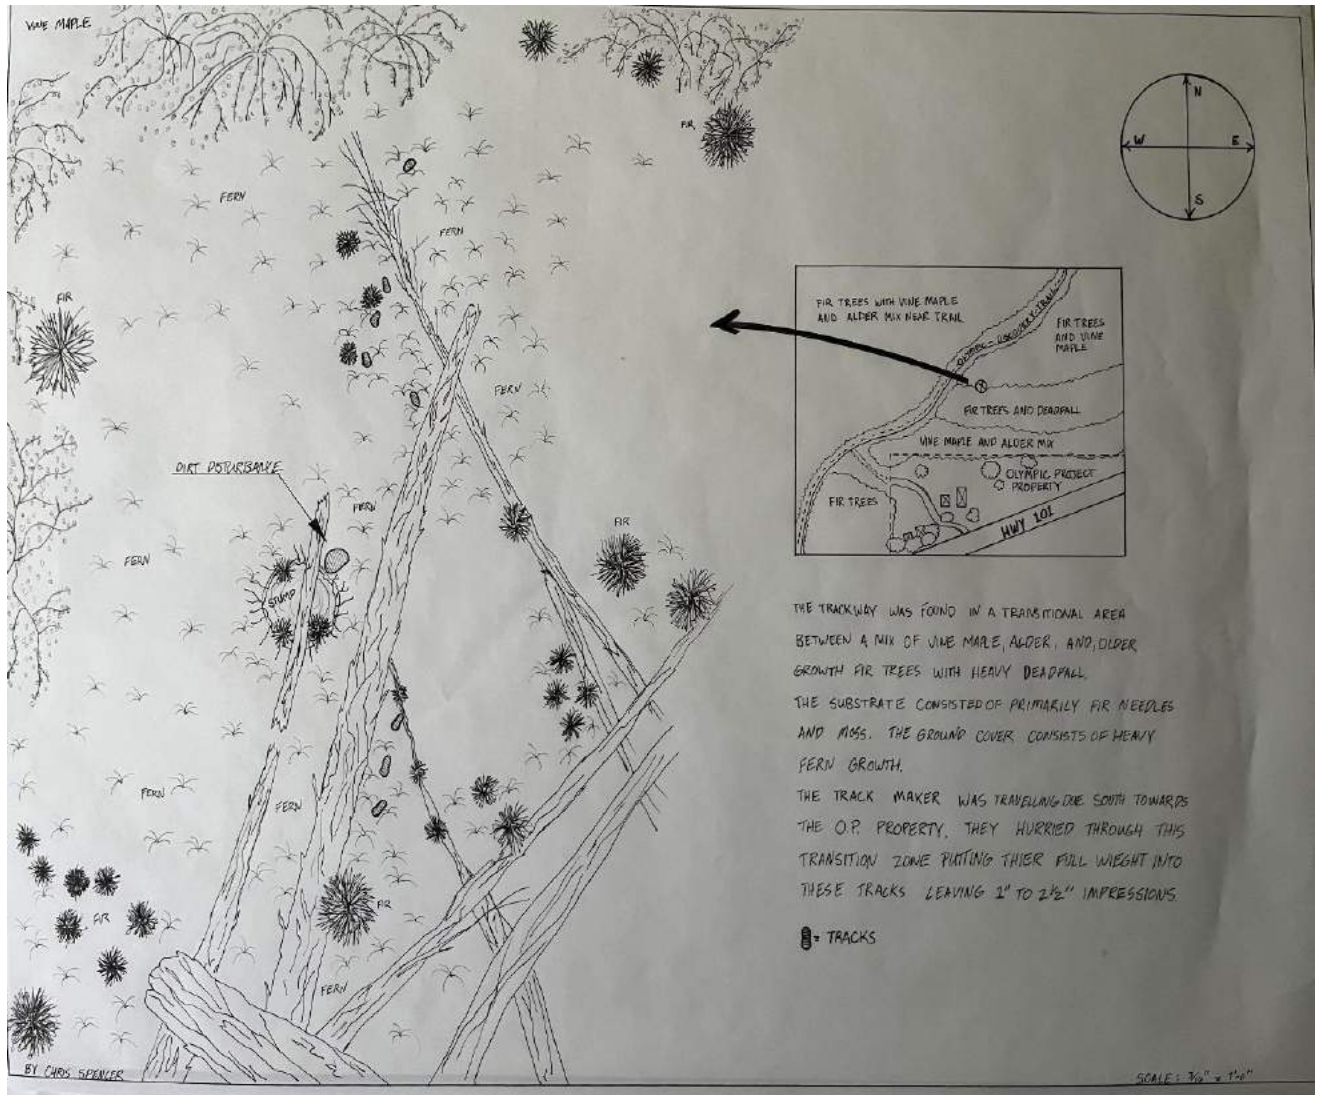 VINE MAPLE
FIR
N
W E
S
FERN
FERN
FIR
FIR TREES WITH VINE MAPLE
AND ALDER MIX NEAR TRAIL
OLYMPIC - DISCOVERY - TRAIL
FIR TREES
AND VINE
MAPLE
FERN
FIR TREES AND DEADFALL
VINE MAPLE AND ALDER MIX
DIRT DISTURBANCE
OLYMPIC PROJECT
PROPERTY
FIR TREES
HWY 101
FERN
FIR
FERN
STUMP
THE TRACKWAY WAS FOUND IN A TRANSITIONAL AREA
BETWEEN A MIX OF VINE MAPLE, ALDER, AND, OLDER
GROWTH FIR TREES WITH HEAVY DEADFALL.
THE SUBSTRATE CONSISTED OF PRIMARILY FIR NEEDLES
AND MOSS. THE GROUND COVER CONSISTS OF HEAVY
FERN GROWTH.
THE TRACK MAKER WAS TRAVELLING DUE SOUTH TOWARDS
THE O.P. PROPERTY. THEY HURRIED THROUGH THIS
TRANSITION ZONE PUTTING THIER FULL WIEGHT INTO
THESE TRACKS LEAVING 1" TO 2½" IMPRESSIONS.
FERN
FERN
FIR
FIR
= TRACKS
FERN
BY CHRIS SPENCER
SCALE: = 1'-0"